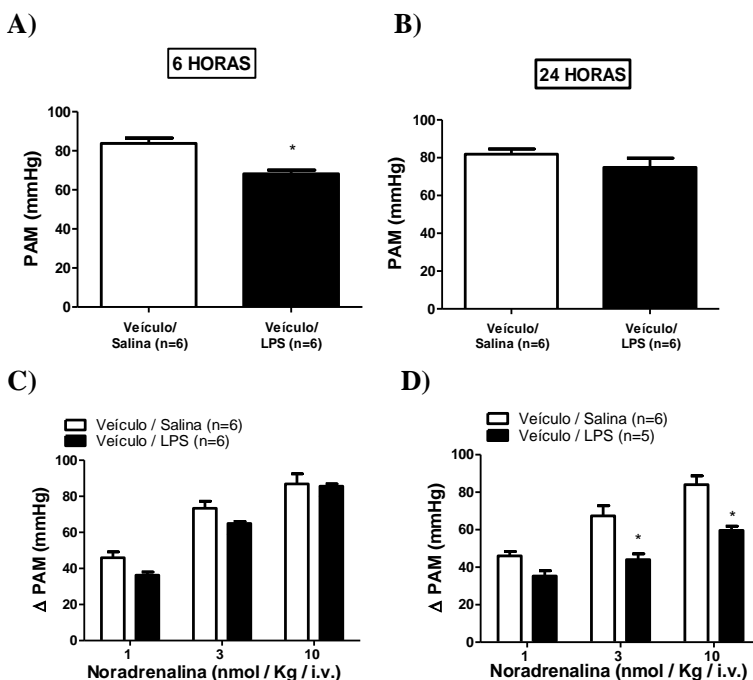 A)
6 HORAS
100
80
60
40
20
0
PAM (mmHg)
Veículo/
Salina (n=6)
Veículo/
LPS (n=6)
*
B)
24 HORAS
100
80
60
40
20
0
PAM (mmHg)
Veículo/
Salina (n=6)
Veículo/
LPS (n=6)
C)
Veículo / Salina (n=6)
Veículo / LPS (n=6)
100
80
60
40
20
0
Δ PAM (mmHg)
1
3
10
Noradrenalina (nmol / Kg / i.v.)
D)
Veículo / Salina (n=6)
Veículo / LPS (n=5)
100
80
60
40
20
0
Δ PAM (mmHg)
*
*
1
3
10
Noradrenalina (nmol / Kg / i.v.)